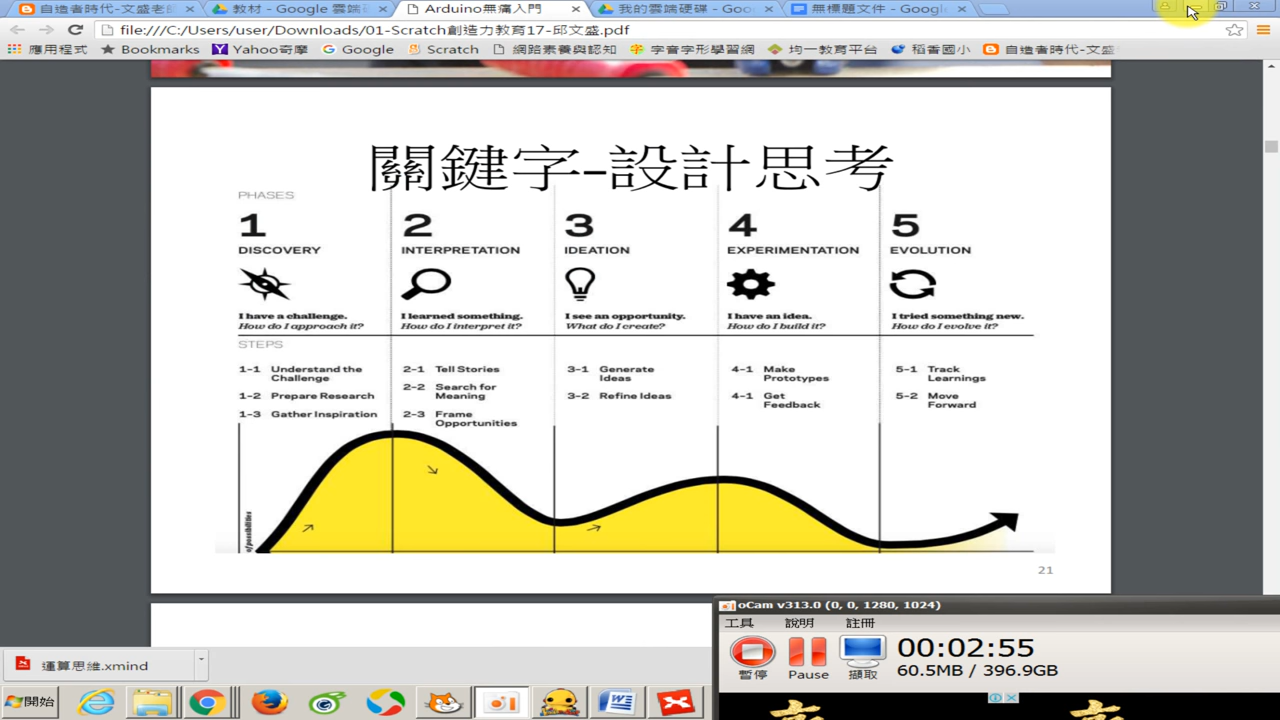 自造者時代-文盛老師
教材 - Google 雲端硬
Arduino無痛入門
我的雲端硬碟 - Goo
無標題文件 - Googl
file:///C:/Users/user/Downloads/01-Scratch創造力教育17-邱文盛.pdf
應用程式 Bookmarks Yahoo奇摩 Google Scratch 網路素養與認知 字音字形學習網 均一教育平台 稻香國小 自造者時代-文盛
關鍵字-設計思考
PHASES
1 2 3 4 5
DISCOVERY INTERPRETATION IDEATION EXPERIMENTATION EVOLUTION
I have a challenge. I learned something. I see an opportunity. I have an idea. I tried something new.
How do I approach it? How do I interpret it? What do I create? How do I build it? How do I evolve it?
STEPS
1-1 Understand the
Challenge
1-2 Prepare Research
1-3 Gather Inspiration
2-1 Tell Stories
2-2 Search for
Meaning
2-3 Frame
Opportunities
3-1 Generate
Ideas
3-2 Refine Ideas
4-1 Make
Prototypes
4-1 Get
Feedback
5-1 Track
Learnings
5-2 Move
Forward
21
oCam v313.0 (0, 0, 1280, 1024)
工具 說明 註冊
00:02:55
60.5MB / 396.9GB
暫停 Pause 擷取
運算思維.xmind
開始